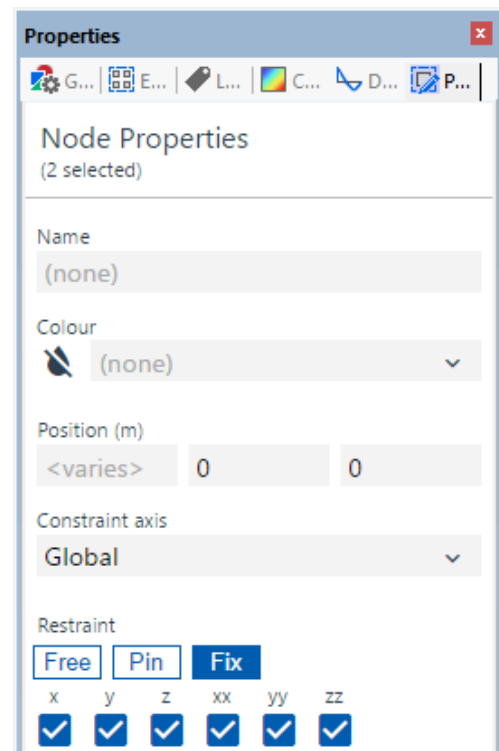 Properties
x
G... E... L... C... D... P...
Node Properties
(2 selected)
Name
(none)
Colour
(none)
Position (m)
<varies> 0 0
Constraint axis
Global
Restraint
Free Pin Fix
x y z xx yy zz